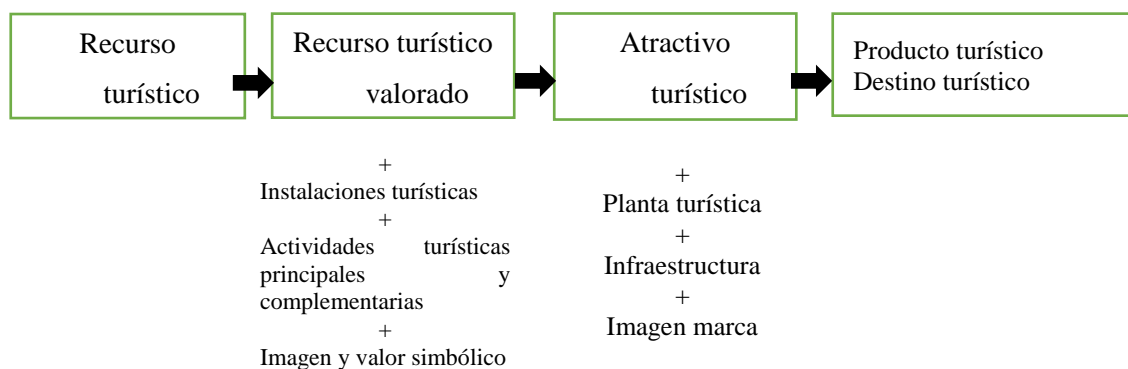 Recurso
turístico
Recurso turístico
valorado
Atractivo
turístico
Producto turístico
Destino turístico
+
Instalaciones turísticas
+
Actividades turísticas
principales y
complementarias
+
Imagen y valor simbólico
+
Planta turística
+
Infraestructura
+
Imagen marca